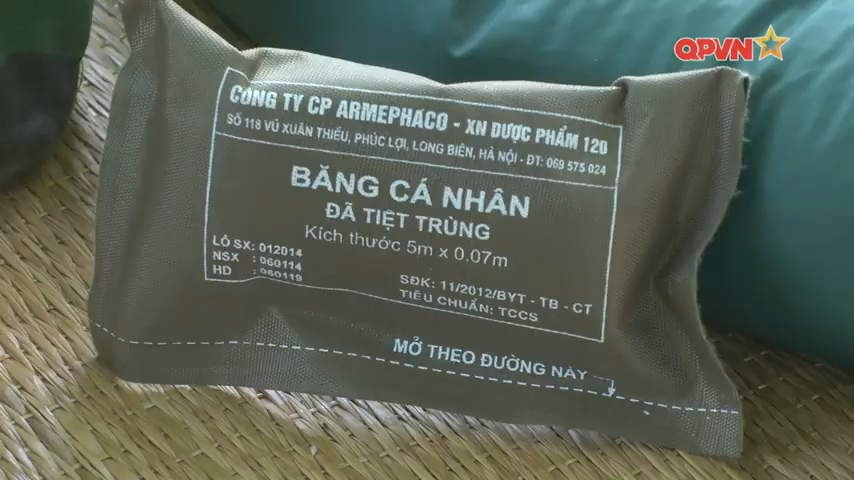 QPVN
CÔNG TY CP ARMEPHACO - XN DƯỢC PHẨM 120
SỐ 118 VŨ XUÂN THIỀU, PHÚC LỢI, LONG BIÊN, HÀ NỘI - ĐT: 069 575 024
BĂNG CÁ NHÂN
ĐÃ TIỆT TRÙNG
Kích thước 5m x 0.07m
LÔ SX: 012014
NSX : 060114
HD : 060119
SĐK: 11/2012/BYT - TB - CT
TIÊU CHUẨN: TCCS
MỞ THEO ĐƯỜNG NÀY